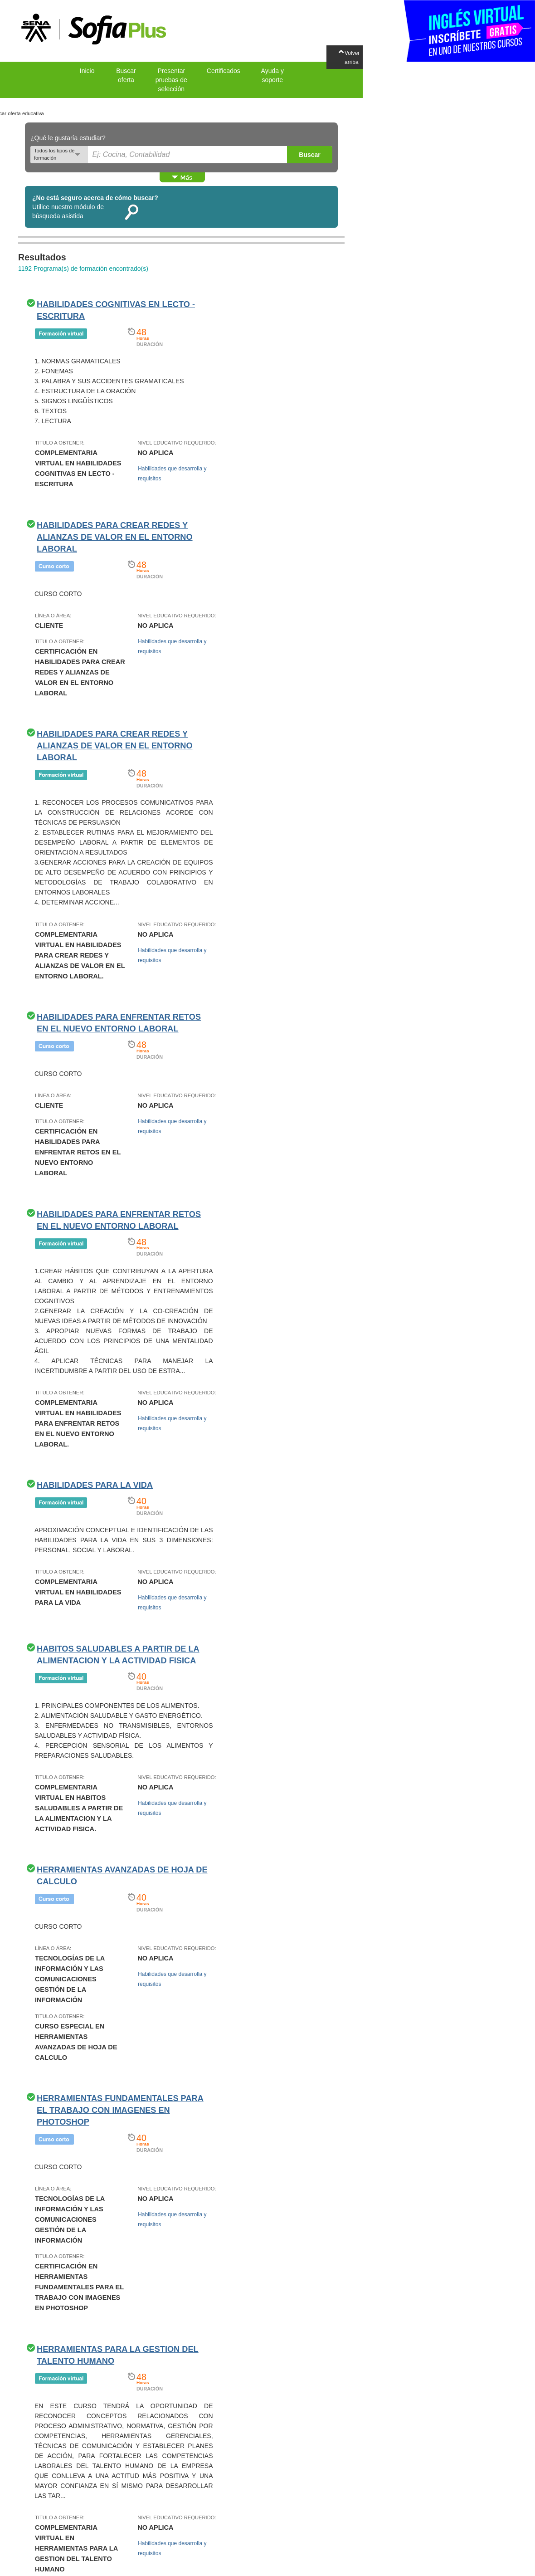 SENA
Sofia Plus
INGLÉS VIRTUAL
INSCRÍBETE GRATIS
EN UNO DE NUESTROS CURSOS
Volver
arriba
Inicio
Buscar
oferta
Presentar
pruebas de
selección
Certificados
Ayuda y
soporte
car oferta educativa
¿Qué le gustaría estudiar?
Todos los tipos de
formación
Ej: Cocina, Contabilidad
Buscar
Más
¿No está seguro acerca de cómo buscar?
Utilice nuestro módulo de
búsqueda asistida
Resultados
1192 Programa(s) de formación encontrado(s)
HABILIDADES COGNITIVAS EN LECTO -
ESCRITURA
Formación virtual
48
Horas
DURACIÓN
1. NORMAS GRAMATICALES
2. FONEMAS
3. PALABRA Y SUS ACCIDENTES GRAMATICALES
4. ESTRUCTURA DE LA ORACIÓN
5. SIGNOS LINGÜÍSTICOS
6. TEXTOS
7. LECTURA
TITULO A OBTENER:
COMPLEMENTARIA
VIRTUAL EN HABILIDADES
COGNITIVAS EN LECTO -
ESCRITURA
NIVEL EDUCATIVO REQUERIDO:
NO APLICA
Habilidades que desarrolla y
requisitos
HABILIDADES PARA CREAR REDES Y
ALIANZAS DE VALOR EN EL ENTORNO
LABORAL
Curso corto
48
Horas
DURACIÓN
CURSO CORTO
LÍNEA O ÁREA:
CLIENTE
TITULO A OBTENER:
CERTIFICACIÓN EN
HABILIDADES PARA CREAR
REDES Y ALIANZAS DE
VALOR EN EL ENTORNO
LABORAL
NIVEL EDUCATIVO REQUERIDO:
NO APLICA
Habilidades que desarrolla y
requisitos
HABILIDADES PARA CREAR REDES Y
ALIANZAS DE VALOR EN EL ENTORNO
LABORAL
Formación virtual
48
Horas
DURACIÓN
1. RECONOCER LOS PROCESOS COMUNICATIVOS PARA
LA CONSTRUCCIÓN DE RELACIONES ACORDE CON
TÉCNICAS DE PERSUASIÓN
2. ESTABLECER RUTINAS PARA EL MEJORAMIENTO DEL
DESEMPEÑO LABORAL A PARTIR DE ELEMENTOS DE
ORIENTACIÓN A RESULTADOS
3.GENERAR ACCIONES PARA LA CREACIÓN DE EQUIPOS
DE ALTO DESEMPEÑO DE ACUERDO CON PRINCIPIOS Y
METODOLOGÍAS DE TRABAJO COLABORATIVO EN
ENTORNOS LABORALES
4. DETERMINAR ACCIONE...
TITULO A OBTENER:
COMPLEMENTARIA
VIRTUAL EN HABILIDADES
PARA CREAR REDES Y
ALIANZAS DE VALOR EN EL
ENTORNO LABORAL.
NIVEL EDUCATIVO REQUERIDO:
NO APLICA
Habilidades que desarrolla y
requisitos
HABILIDADES PARA ENFRENTAR RETOS
EN EL NUEVO ENTORNO LABORAL
Curso corto
48
Horas
DURACIÓN
CURSO CORTO
LÍNEA O ÁREA:
CLIENTE
TITULO A OBTENER:
CERTIFICACIÓN EN
HABILIDADES PARA
ENFRENTAR RETOS EN EL
NUEVO ENTORNO
LABORAL
NIVEL EDUCATIVO REQUERIDO:
NO APLICA
Habilidades que desarrolla y
requisitos
HABILIDADES PARA ENFRENTAR RETOS
EN EL NUEVO ENTORNO LABORAL
Formación virtual
48
Horas
DURACIÓN
1.CREAR HÁBITOS QUE CONTRIBUYAN A LA APERTURA
AL CAMBIO Y AL APRENDIZAJE EN EL ENTORNO
LABORAL A PARTIR DE MÉTODOS Y ENTRENAMIENTOS
COGNITIVOS
2.GENERAR LA CREACIÓN Y LA CO-CREACIÓN DE
NUEVAS IDEAS A PARTIR DE MÉTODOS DE INNOVACIÓN
3. APROPIAR NUEVAS FORMAS DE TRABAJO DE
ACUERDO CON LOS PRINCIPIOS DE UNA MENTALIDAD
ÁGIL
4. APLICAR TÉCNICAS PARA MANEJAR LA
INCERTIDUMBRE A PARTIR DEL USO DE ESTRA...
TITULO A OBTENER:
COMPLEMENTARIA
VIRTUAL EN HABILIDADES
PARA ENFRENTAR RETOS
EN EL NUEVO ENTORNO
LABORAL.
NIVEL EDUCATIVO REQUERIDO:
NO APLICA
Habilidades que desarrolla y
requisitos
HABILIDADES PARA LA VIDA
Formación virtual
40
Horas
DURACIÓN
APROXIMACIÓN CONCEPTUAL E IDENTIFICACIÓN DE LAS
HABILIDADES PARA LA VIDA EN SUS 3 DIMENSIONES:
PERSONAL, SOCIAL Y LABORAL.
TITULO A OBTENER:
COMPLEMENTARIA
VIRTUAL EN HABILIDADES
PARA LA VIDA
NIVEL EDUCATIVO REQUERIDO:
NO APLICA
Habilidades que desarrolla y
requisitos
HABITOS SALUDABLES A PARTIR DE LA
ALIMENTACION Y LA ACTIVIDAD FISICA
Formación virtual
40
Horas
DURACIÓN
1. PRINCIPALES COMPONENTES DE LOS ALIMENTOS.
2. ALIMENTACIÓN SALUDABLE Y GASTO ENERGÉTICO.
3. ENFERMEDADES NO TRANSMISIBLES, ENTORNOS
SALUDABLES Y ACTIVIDAD FÍSICA.
4. PERCEPCIÓN SENSORIAL DE LOS ALIMENTOS Y
PREPARACIONES SALUDABLES.
TITULO A OBTENER:
COMPLEMENTARIA
VIRTUAL EN HABITOS
SALUDABLES A PARTIR DE
LA ALIMENTACION Y LA
ACTIVIDAD FISICA.
NIVEL EDUCATIVO REQUERIDO:
NO APLICA
Habilidades que desarrolla y
requisitos
HERRAMIENTAS AVANZADAS DE HOJA DE
CALCULO
Curso corto
40
Horas
DURACIÓN
CURSO CORTO
LÍNEA O ÁREA:
TECNOLOGÍAS DE LA
INFORMACIÓN Y LAS
COMUNICACIONES
GESTIÓN DE LA
INFORMACIÓN
TITULO A OBTENER:
CURSO ESPECIAL EN
HERRAMIENTAS
AVANZADAS DE HOJA DE
CALCULO
NIVEL EDUCATIVO REQUERIDO:
NO APLICA
Habilidades que desarrolla y
requisitos
HERRAMIENTAS FUNDAMENTALES PARA
EL TRABAJO CON IMAGENES EN
PHOTOSHOP
Curso corto
40
Horas
DURACIÓN
CURSO CORTO
LÍNEA O ÁREA:
TECNOLOGÍAS DE LA
INFORMACIÓN Y LAS
COMUNICACIONES
GESTIÓN DE LA
INFORMACIÓN
TITULO A OBTENER:
CERTIFICACIÓN EN
HERRAMIENTAS
FUNDAMENTALES PARA EL
TRABAJO CON IMAGENES
EN PHOTOSHOP
NIVEL EDUCATIVO REQUERIDO:
NO APLICA
Habilidades que desarrolla y
requisitos
HERRAMIENTAS PARA LA GESTION DEL
TALENTO HUMANO
Formación virtual
48
Horas
DURACIÓN
EN ESTE CURSO TENDRÁ LA OPORTUNIDAD DE
RECONOCER CONCEPTOS RELACIONADOS CON
PROCESO ADMINISTRATIVO, NORMATIVA, GESTIÓN POR
COMPETENCIAS, HERRAMIENTAS GERENCIALES,
TÉCNICAS DE COMUNICACIÓN Y ESTABLECER PLANES
DE ACCIÓN, PARA FORTALECER LAS COMPETENCIAS
LABORALES DEL TALENTO HUMANO DE LA EMPRESA
QUE CONLLEVA A UNA ACTITUD MÁS POSITIVA Y UNA
MAYOR CONFIANZA EN SÍ MISMO PARA DESARROLLAR
LAS TAR...
TITULO A OBTENER:
COMPLEMENTARIA
VIRTUAL EN
HERRAMIENTAS PARA LA
GESTION DEL TALENTO
HUMANO
NIVEL EDUCATIVO REQUERIDO:
NO APLICA
Habilidades que desarrolla y
requisitos